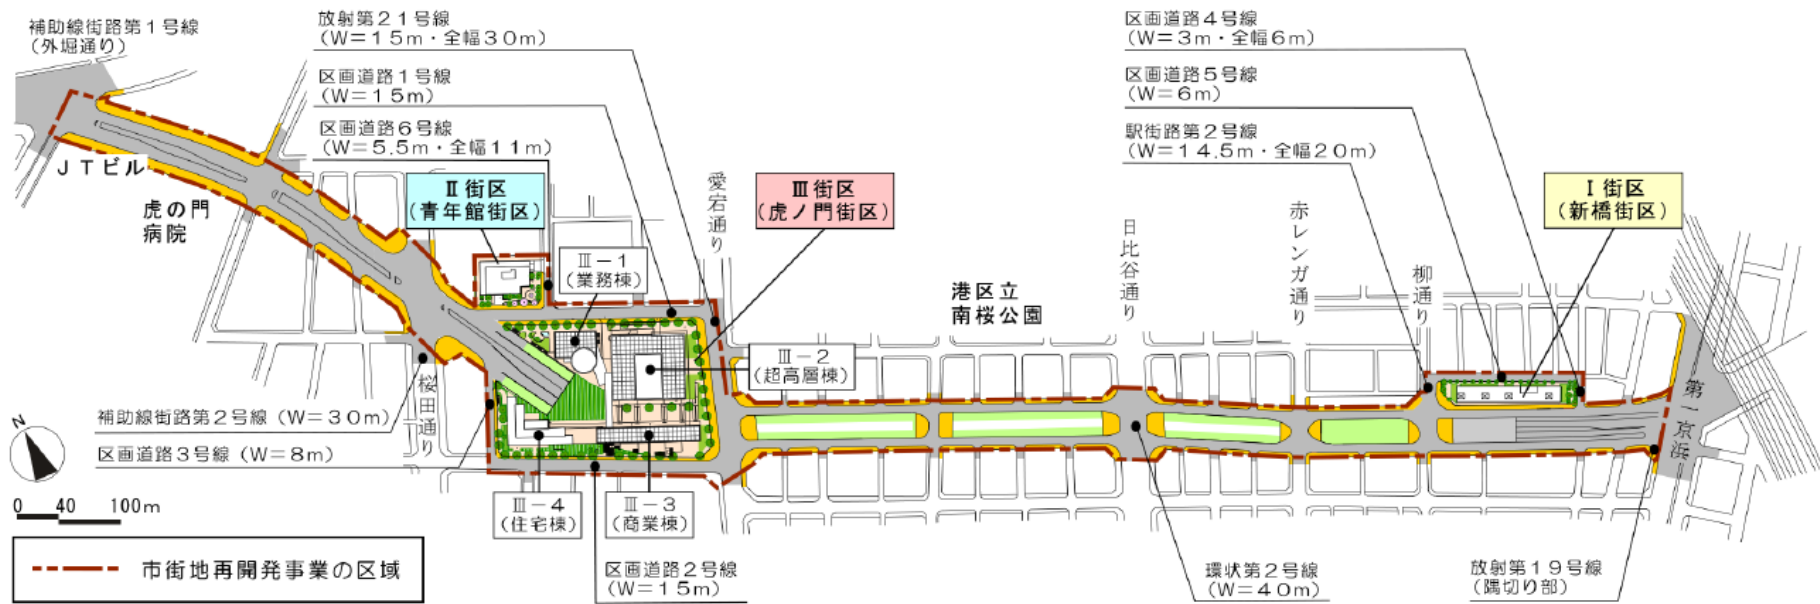 補助線街路第1号線
（外堀通り）
放射第21号線
（W＝15m・全幅30m）
区画道路1号線
（W＝15m）
区画道路6号線
（W＝5.5m・全幅11m）
区画道路4号線
（W＝3m・全幅6m）
区画道路5号線
（W＝6m）
駅街路第2号線
（W＝14.5m・全幅20m）
JTビル
虎の門
病院
Ⅱ街区
（青年館街区）
Ⅲ街区
（虎ノ門街区）
Ⅰ街区
（新橋街区）
愛宕通り
日比谷通り
赤レンガ通り
柳通り
第一京浜
桜田通り
港区立
南桜公園
Ⅲ－1
（業務棟）
Ⅲ－2
（超高層棟）
Ⅲ－4
（住宅棟）
Ⅲ－3
（商業棟）
補助線街路第2号線（W＝30m）
区画道路3号線（W＝8m）
区画道路2号線
（W＝15m）
環状第2号線
（W＝40m）
放射第19号線
（隅切り部）
N
0 40 100m
市街地再開発事業の区域